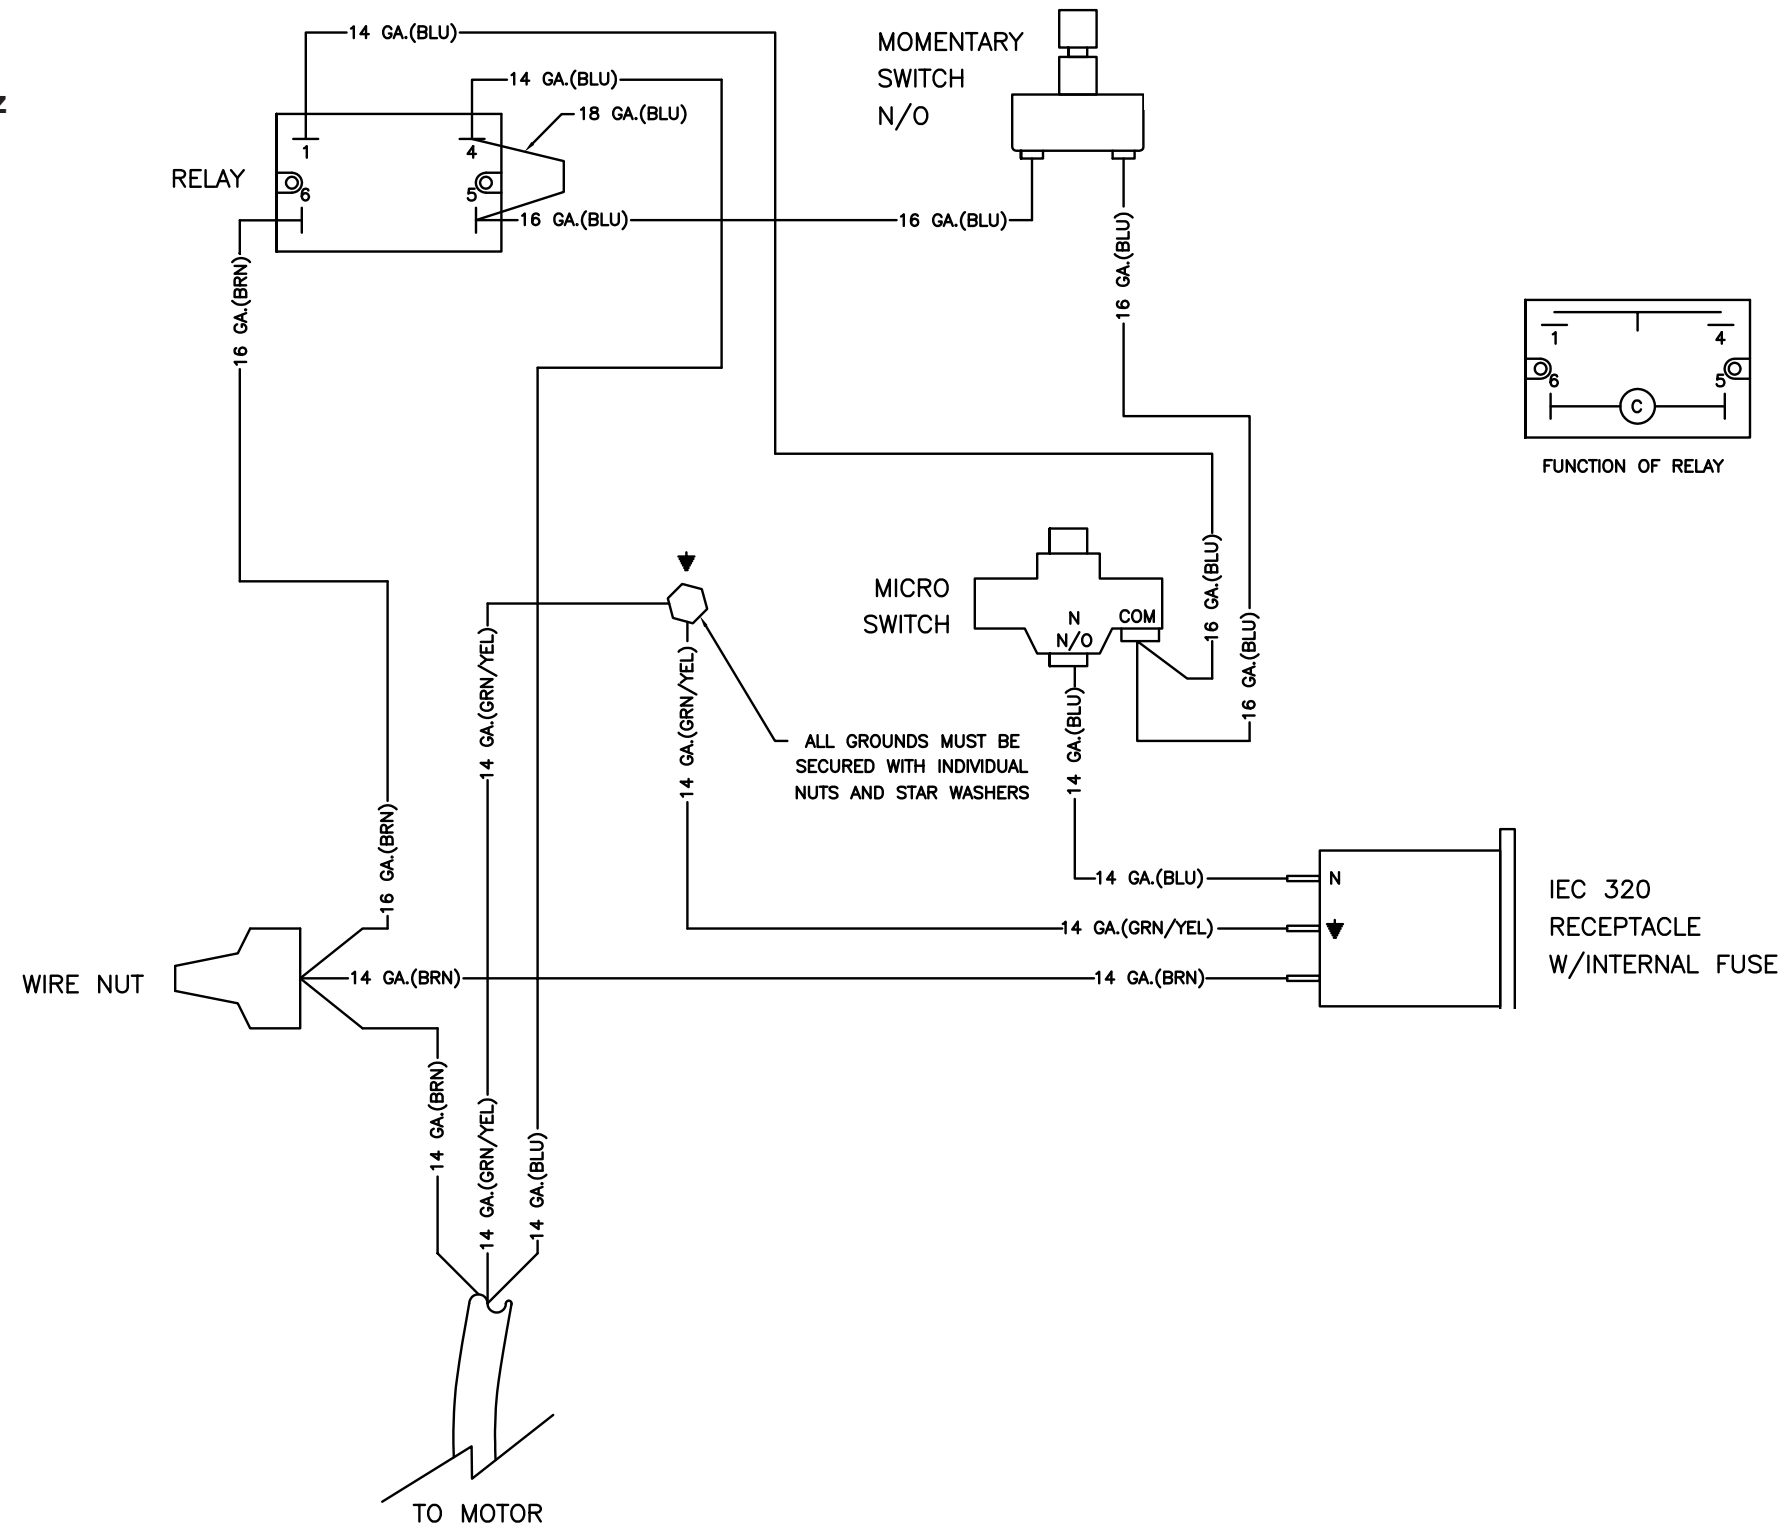 14 GA.(BLU)
14 GA.(BLU)
18 GA.(BLU)
MOMENTARY
SWITCH
N/O
z
RELAY
1
4
6
5
16 GA.(BLU)
16 GA.(BLU)
16 GA.(BLU)
16 GA.(BRN)
1
4
6
5
C
FUNCTION OF RELAY
MICRO
SWITCH
N
N/O
COM
16 GA.(BLU)
16 GA.(BLU)
14 GA.(GRN/YEL)
14 GA.(GRN/YEL)
14 GA.(BLU)
ALL GROUNDS MUST BE
SECURED WITH INDIVIDUAL
NUTS AND STAR WASHERS
16 GA.(BRN)
14 GA.(BLU)
N
14 GA.(GRN/YEL)
14 GA.(BRN)
14 GA.(BRN)
IEC 320
RECEPTACLE
W/INTERNAL FUSE
WIRE NUT
14 GA.(BRN)
14 GA.(GRN/YEL)
14 GA.(BLU)
TO MOTOR